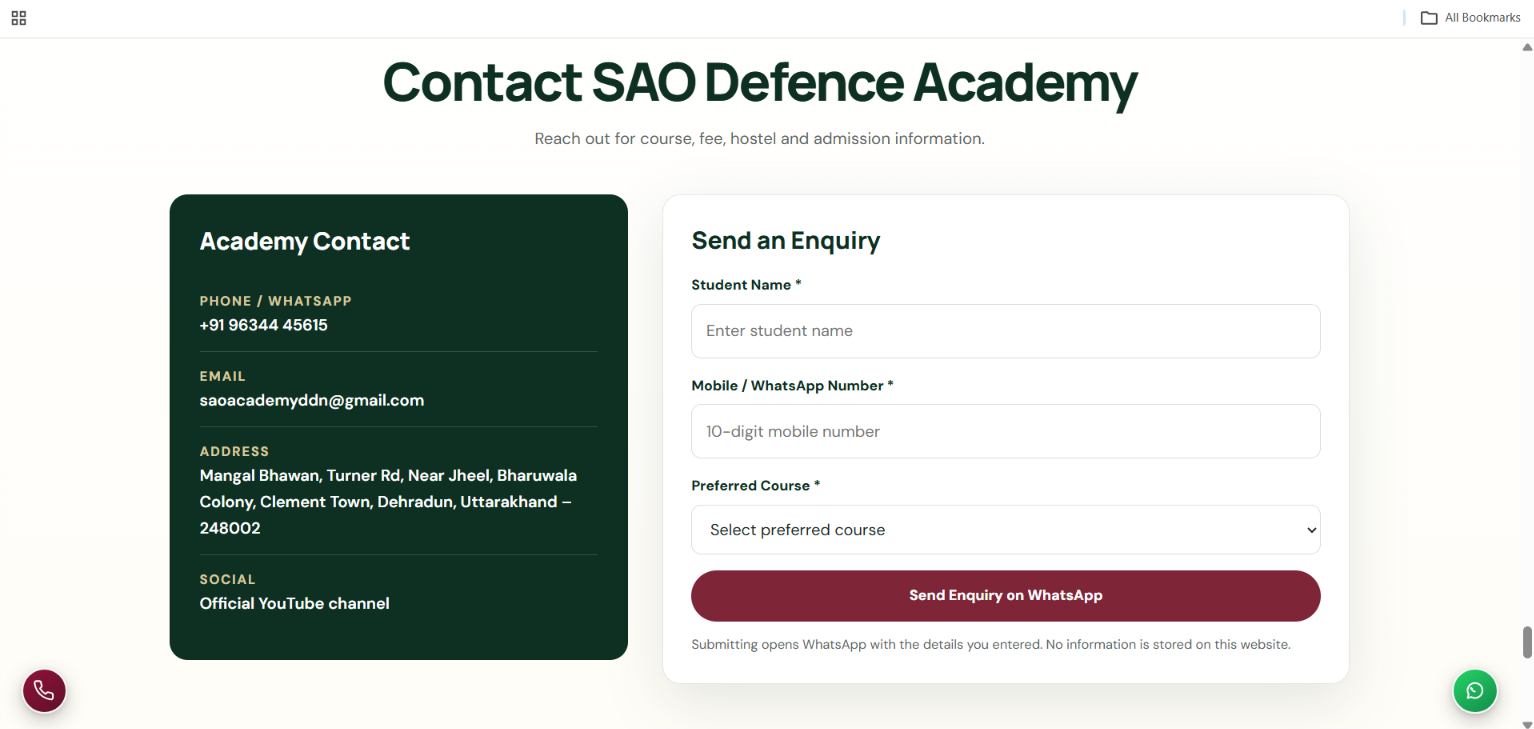 All Bookmarks
Contact SAO Defence Academy
Reach out for course, fee, hostel and admission information.
Academy Contact
PHONE / WHATSAPP
+91 96344 45615
EMAIL
saoacademyddn@gmail.com
ADDRESS
Mangal Bhawan, Turner Rd, Near Jheel, Bharuwala
Colony, Clement Town, Dehradun, Uttarakhand –
248002
SOCIAL
Official YouTube channel
Send an Enquiry
Student Name *
Enter student name
Mobile / WhatsApp Number *
10-digit mobile number
Preferred Course *
Select preferred course
Send Enquiry on WhatsApp
Submitting opens WhatsApp with the details you entered. No information is stored on this website.